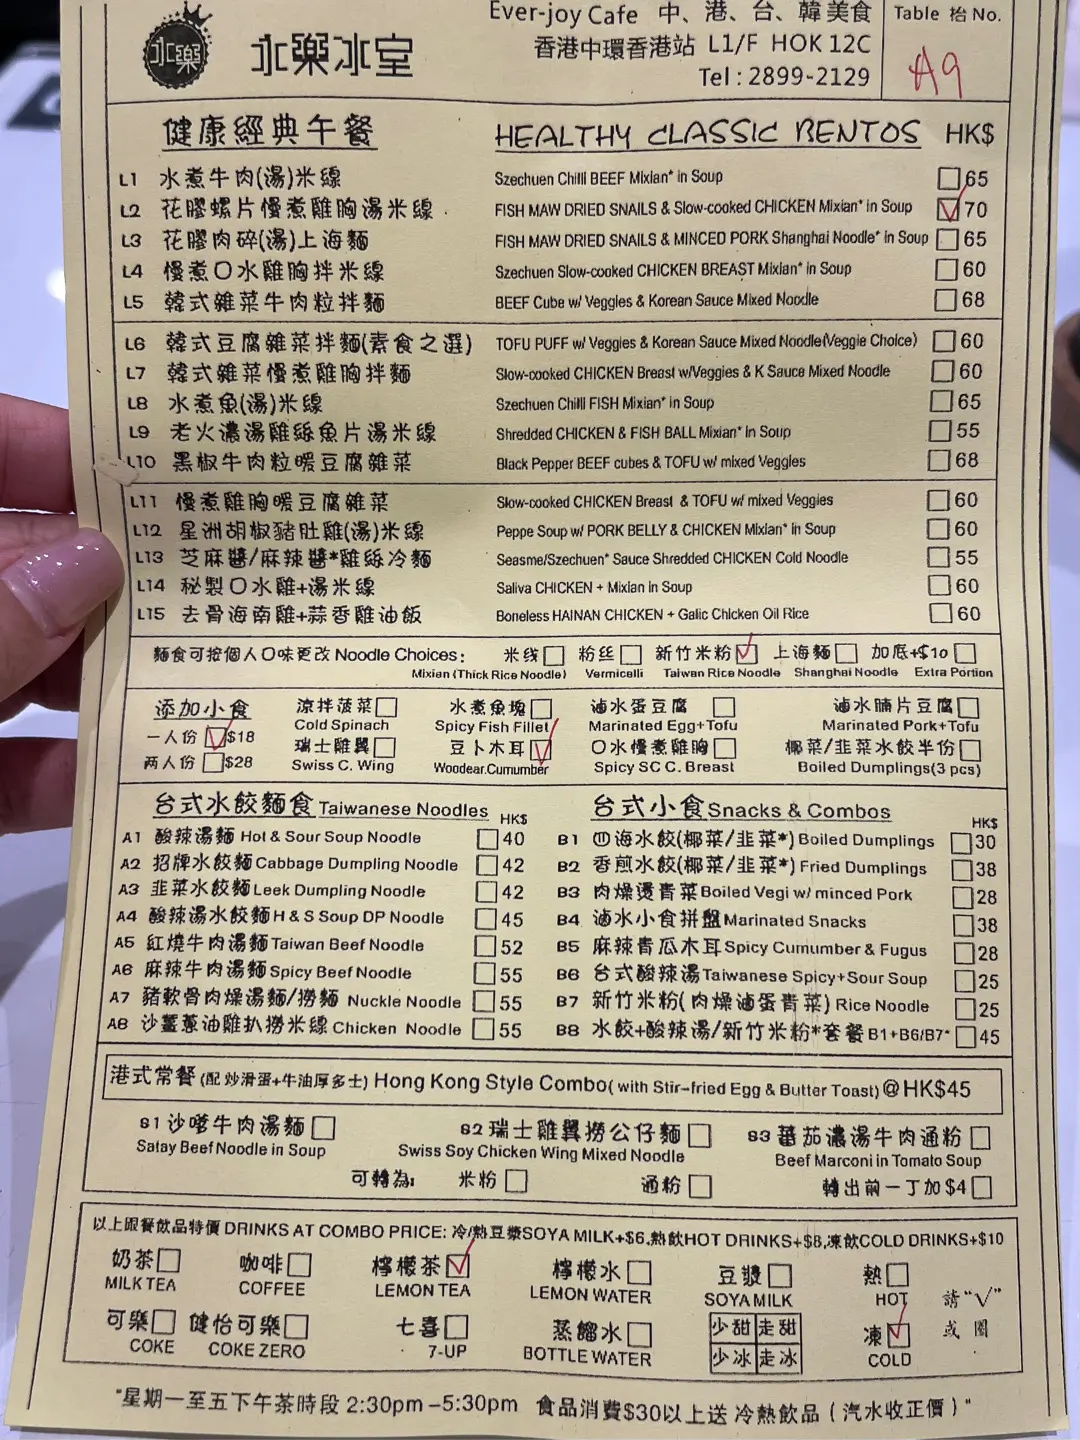 Ever-joy Cafe 中、港、台、韓美食
Table 枱 No.
氷樂
氷樂冰室
香港中環香港站 L1/F HOK 12C
Tel : 2899-2129
A9
健康經典午餐 HEALTHY CLASSIC BENTOS HK$
L1 水煮牛肉(湯)米線 Szechuen Chilli BEEF Mixian* in Soup 65
L2 花膠螺片慢煮雞胸湯米線 FISH MAW DRIED SNAILS & Slow-cooked CHICKEN Mixian* in Soup 70
L3 花膠肉碎(湯)上海麵 FISH MAW DRIED SNAILS & MINCED PORK Shanghai Noodle* in Soup 65
L4 慢煮口水雞胸拌米線 Szechuen Slow-cooked CHICKEN BREAST Mixian* in Soup 60
L5 韓式雜菜牛肉粒拌麵 BEEF Cube w/ Veggies & Korean Sauce Mixed Noodle 68
L6 韓式豆腐雜菜拌麵(素食之選) TOFU PUFF w/ Veggies & Korean Sauce Mixed Noodle(Veggie Choice) 60
L7 韓式雜菜慢煮雞胸拌麵 Slow-cooked CHICKEN Breast w/Veggies & K Sauce Mixed Noodle 60
L8 水煮魚(湯)米線 Szechuen Chilli FISH Mixian* in Soup 65
L9 老火濃湯雞絲魚片湯米線 Shredded CHICKEN & FISH BALL Mixian* in Soup 55
L10 黑椒牛肉粒暖豆腐雜菜 Black Pepper BEEF cubes & TOFU w/ mixed Veggies 68
L11 慢煮雞胸暖豆腐雜菜 Slow-cooked CHICKEN Breast & TOFU w/ mixed Veggies 60
L12 星洲胡椒豬肚雞(湯)米線 Peppe Soup w/ PORK BELLY & CHICKEN Mixian* in Soup 60
L13 芝麻醬/麻辣醬*雞絲冷麵 Seasme/Szechuen* Sauce Shredded CHICKEN Cold Noodle 55
L14 秘製口水雞+湯米線 Saliva CHICKEN + Mixian in Soup 60
L15 去骨海南雞+蒜香雞油飯 Boneless HAINAN CHICKEN + Galic Chicken Oil Rice 60
麵食可按個人口味更改 Noodle Choices: 米线 粉丝 新竹米粉 上海麵 加底+$10
Mixian (Thick Rice Noodle) Vermicelli Taiwan Rice Noodle Shanghai Noodle Extra Portion
添加小食 涼拌菠菜 水煮魚塊 滷水蛋豆腐 滷水腩片豆腐
Cold Spinach Spicy Fish Fillet Marinated Egg+Tofu Marinated Pork+Tofu
一人份 $18 瑞士雞翼 豆卜木耳 口水慢煮雞胸 椰菜/韭菜水餃半份
两人份 $28 Swiss C. Wing Woodear.Cumumber Spicy SC C. Breast Boiled Dumplings(3 pcs)
台式水餃麵食 Taiwanese Noodles HK$
A1 酸辣湯麵 Hot & Sour Soup Noodle 40
A2 招牌水餃麵 Cabbage Dumpling Noodle 42
A3 韭菜水餃麵 Leek Dumpling Noodle 42
A4 酸辣湯水餃麵 H & S Soup DP Noodle 45
A5 紅燒牛肉湯麵 Taiwan Beef Noodle 52
A6 麻辣牛肉湯麵 Spicy Beef Noodle 55
A7 豬軟骨肉燥湯麵/撈麵 Nuckle Noodle 55
A8 沙薑蔥油雞扒撈米線 Chicken Noodle 55
台式小食 Snacks & Combos HK$
B1 四海水餃(椰菜/韭菜*) Boiled Dumplings 30
B2 香煎水餃(椰菜/韭菜*) Fried Dumplings 38
B3 肉燥燙青菜 Boiled Vegi w/ minced Pork 28
B4 滷水小食拼盤 Marinated Snacks 38
B5 麻辣青瓜木耳 Spicy Cumumber & Fugus 28
B6 台式酸辣湯 Taiwanese Spicy+Sour Soup 25
B7 新竹米粉(肉燥滷蛋青菜) Rice Noodle 25
B8 水餃+酸辣湯/新竹米粉*套餐 B1+B6/B7* 45
港式常餐 (配炒滑蛋+牛油厚多士) Hong Kong Style Combo( with Stir-fried Egg & Butter Toast) @ HK$45
S1 沙嗲牛肉湯麵 S2 瑞士雞翼撈公仔麵 S3 蕃茄濃湯牛肉通粉
Satay Beef Noodle in Soup Swiss Soy Chicken Wing Mixed Noodle Beef Marconi in Tomato Soup
可轉為: 米粉 通粉 轉出前一丁加 $4
以上跟餐飲品特價 DRINKS AT COMBO PRICE: 冷/熱豆漿SOYA MILK+$6,熱飲HOT DRINKS+$8,凍飲COLD DRINKS+$10
奶茶 咖啡 檸檬茶 檸檬水 豆漿 熱
MILK TEA COFFEE LEMON TEA LEMON WATER SOYA MILK HOT
請“√”
可樂 健怡可樂 七喜 蒸餾水 少甜 走甜 凍 或圈
COKE COKE ZERO 7-UP BOTTLE WATER 少冰 走冰 COLD
"星期一至五下午茶時段 2:30pm –5:30pm 食品消費$30以上送 冷熱飲品 ( 汽水收正價 ) "